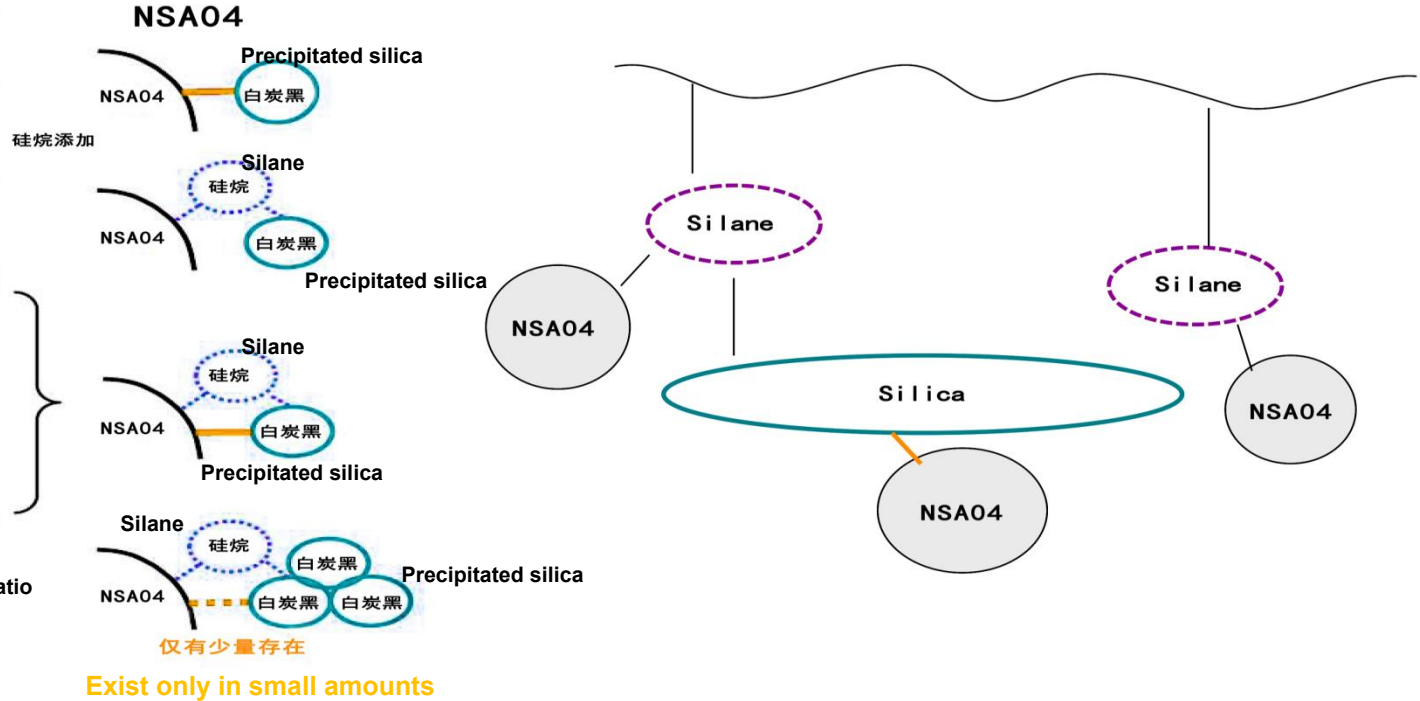 NSA04
Precipitated silica
NSA04
白炭黑
硅烷添加
Silane
硅烷
NSA04
白炭黑
Precipitated silica
Silane
硅烷
NSA04
白炭黑
Precipitated silica
Silane
硅烷
白炭黑
Precipitated silica
atio
NSA04
白炭黑
白炭黑
仅有少量存在
Exist only in small amounts
Silane
NSA04
Silane
Silica
NSA04
NSA04